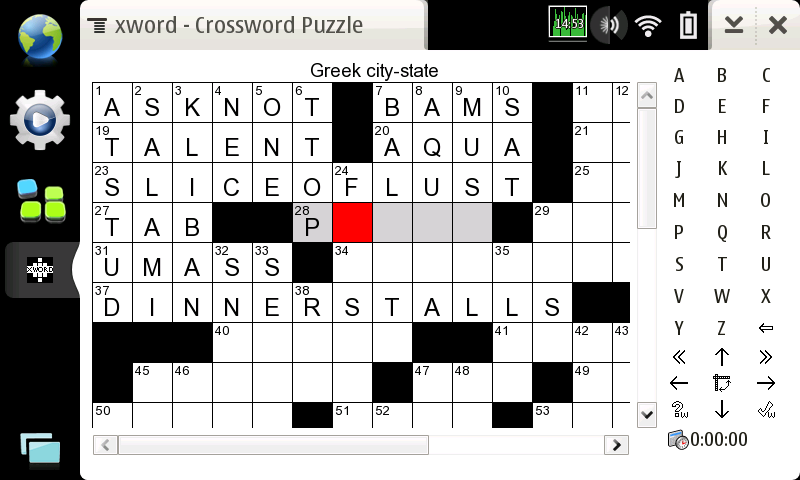 14:53
xword - Crossword Puzzle
Greek city-state
1 2 3 4 5 6 7 8 9 10 11 12
A S K N O T B A M S
19 20 21
T A L E N T A Q U A
23 24 25
S L I C E O F L U S T
27 28 29
T A B P
31 32 33 34 35
U M A S S
37 38
D I N N E R S T A L L S
40 41 42 43
45 46 47 48 49
50 51 52 53
XWORD
A B C
D E F
G H I
J K L
M N O
P Q R
S T U
V W X
Y Z ⇐
« ↑ »
← →
?w ↓ w
0:00:00